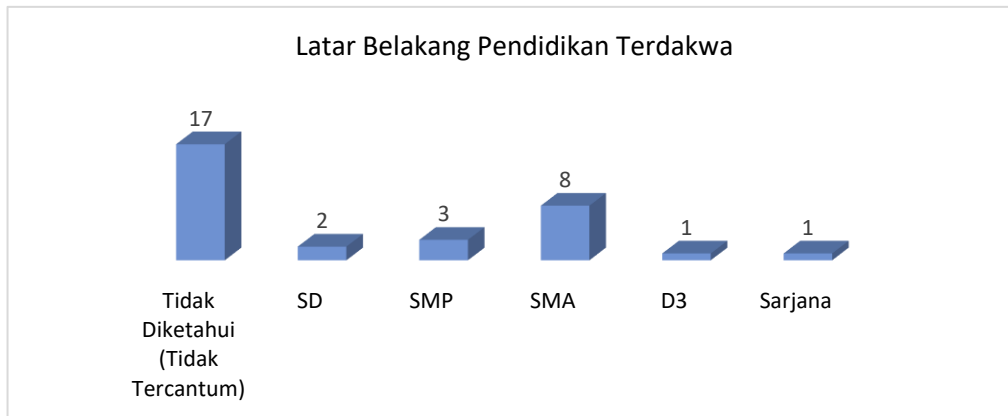 Latar Belakang Pendidikan Terdakwa
17
2
3
8
1
1
Tidak
Diketahui
(Tidak
Tercantum)
SD
SMP
SMA
D3
Sarjana